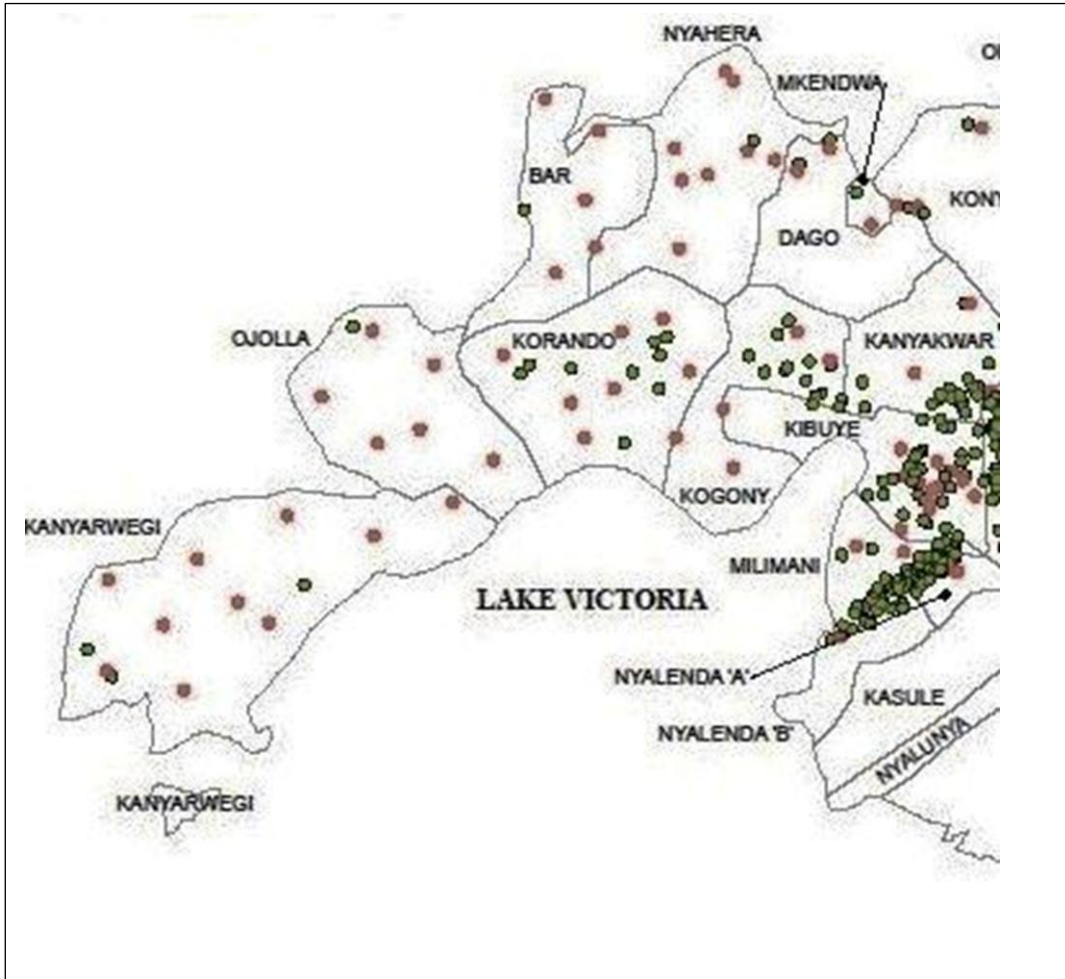 NYAHERA
MKENDWA
BAR
KONY
DAGO
OJOLLA
KORANDO
KANYAKWAR
KIBUYE
KOGONY
KANYARWEGI
MILIMANI
LAKE VICTORIA
NYALENDA 'A'
KASULE
NYALENDA 'B'
NYALUNYA
KANYARWEGI